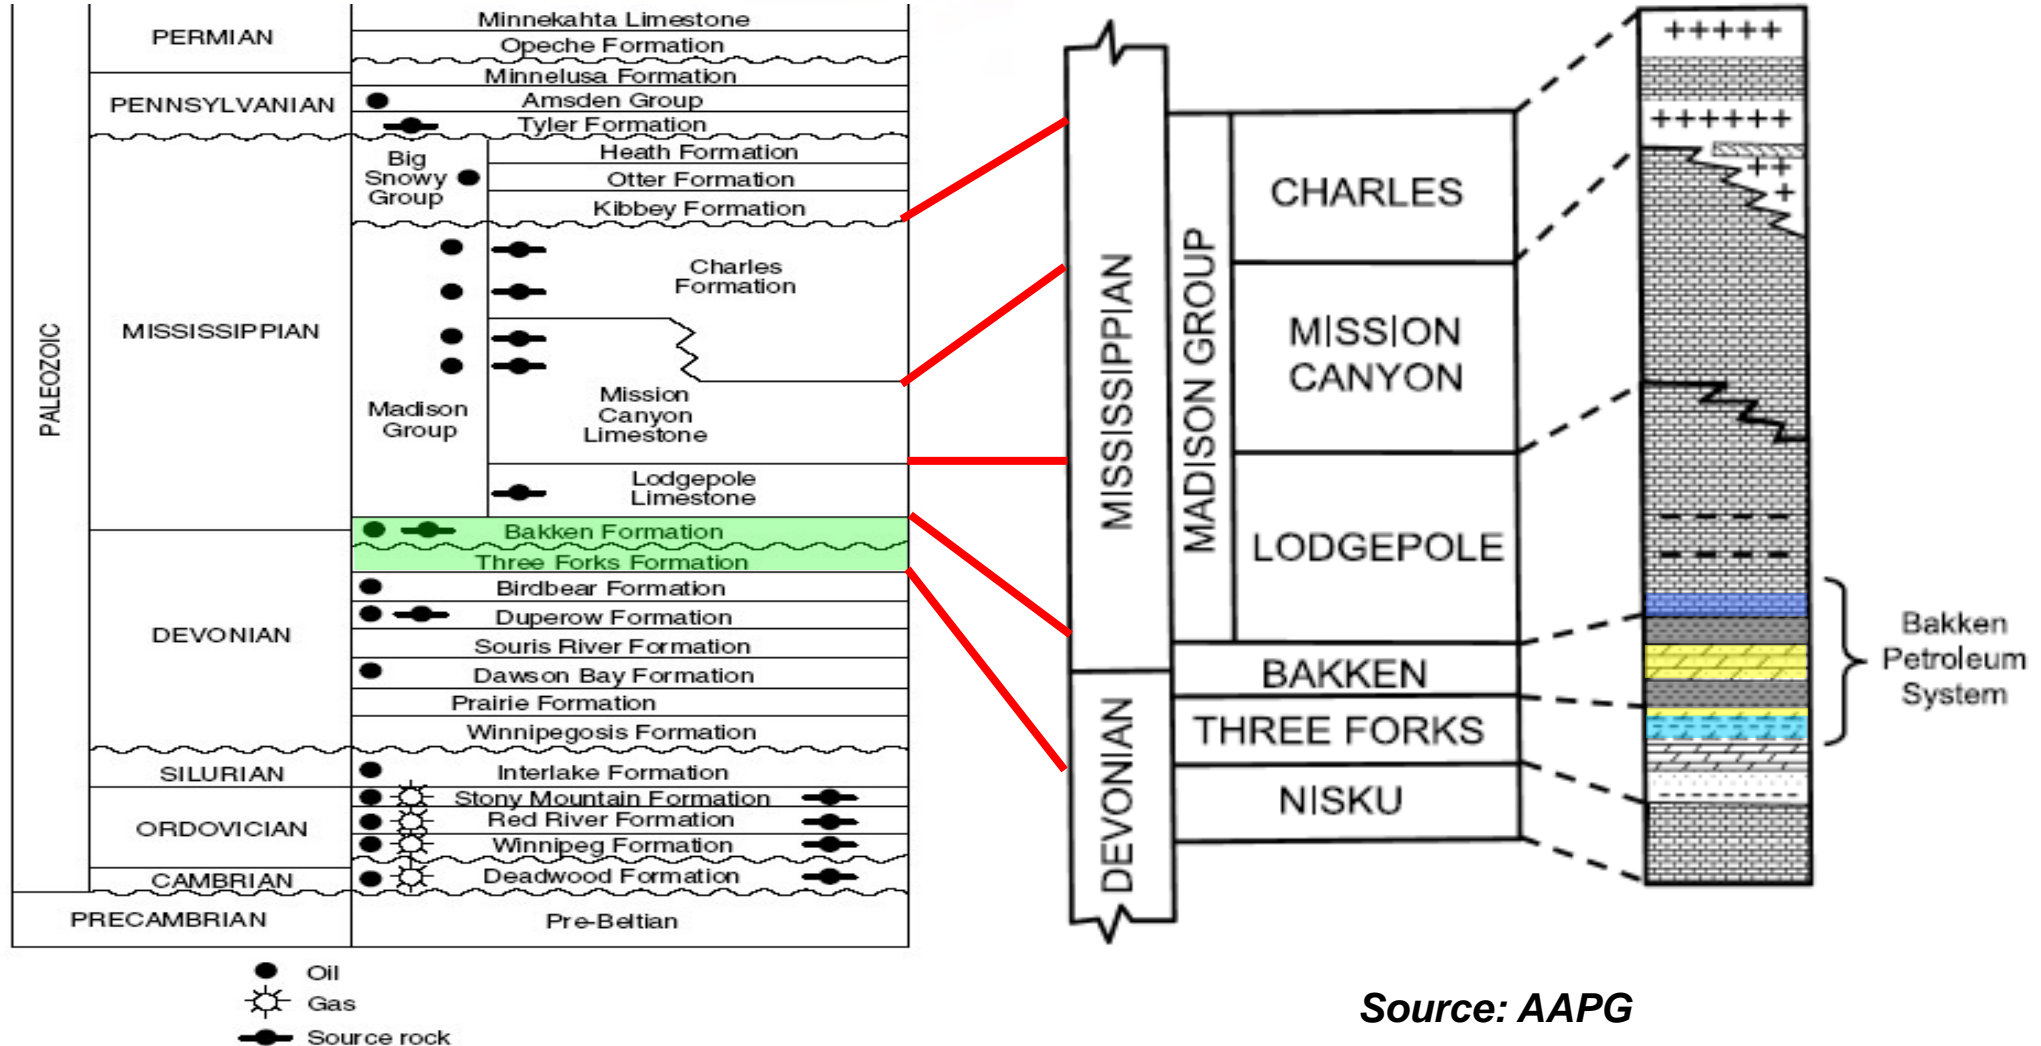 PALEOZOIC
PERMIAN
Minnekahta Limestone
Opeche Formation
Minnelusa Formation
PENNSYLVANIAN
Amsden Group
Tyler Formation
MISSISSIPPIAN
Big
Snowy
Group
Heath Formation
Otter Formation
Kibbey Formation
Madison
Group
Charles
Formation
Mission
Canyon
Limestone
Lodgepole
Limestone
Bakken Formation
Three Forks Formation
DEVONIAN
Birdbear Formation
Duperow Formation
Souris River Formation
Dawson Bay Formation
Prairie Formation
Winnipegosis Formation
SILURIAN
Interlake Formation
ORDOVICIAN
Stony Mountain Formation
Red River Formation
Winnipeg Formation
CAMBRIAN
Deadwood Formation
PRECAMBRIAN
Pre-Beltian
Oil
Gas
Source rock
MISSISSIPPIAN
DEVONIAN
MADISON GROUP
CHARLES
MISSION
CANYON
LODGEPOLE
BAKKEN
THREE FORKS
NISKU
Bakken
Petroleum
System
Source: AAPG